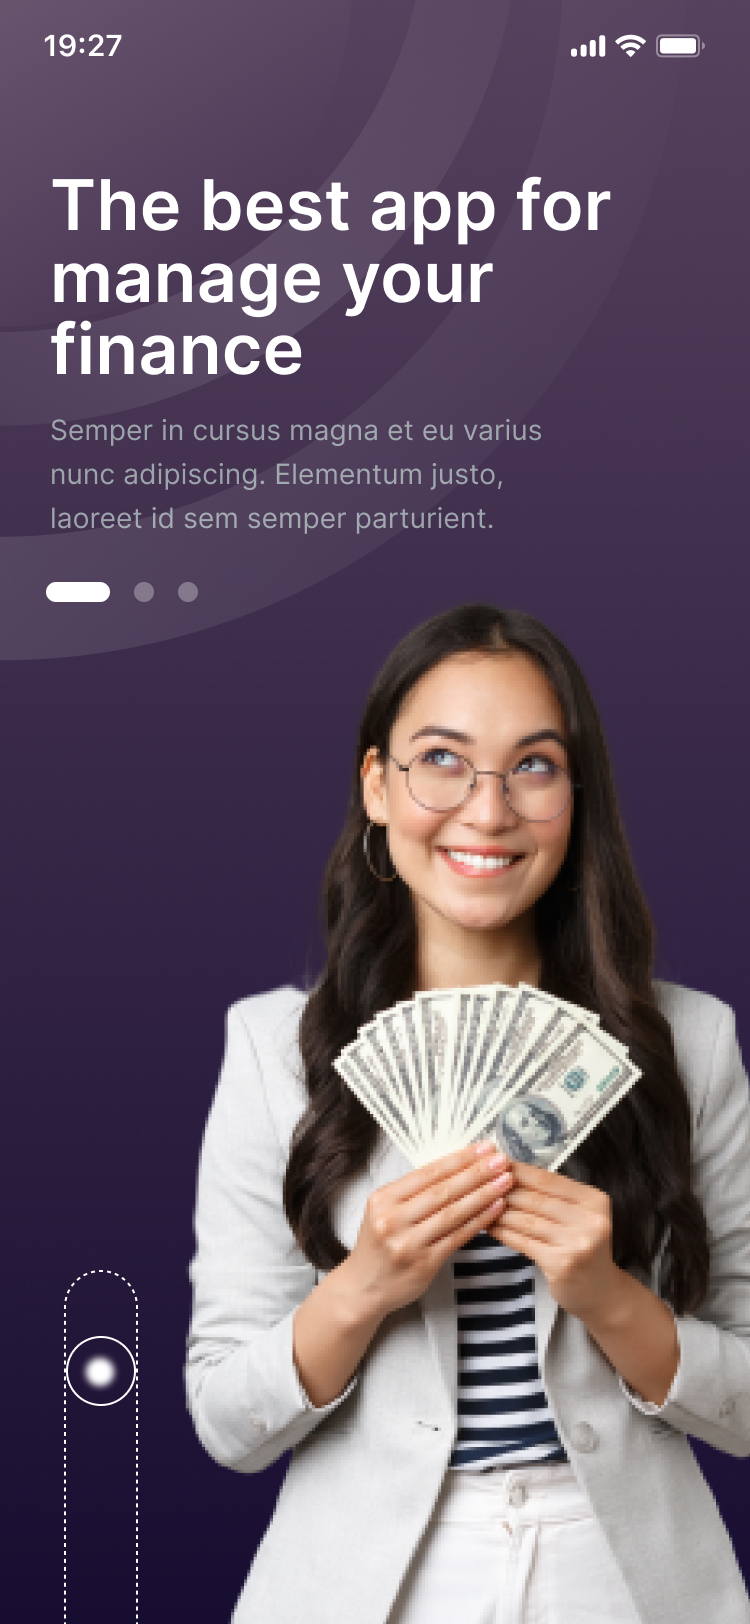 19:27
The best app for
manage your
finance
Semper in cursus magna et eu varius
nunc adipiscing. Elementum justo,
laoreet id sem semper parturient.